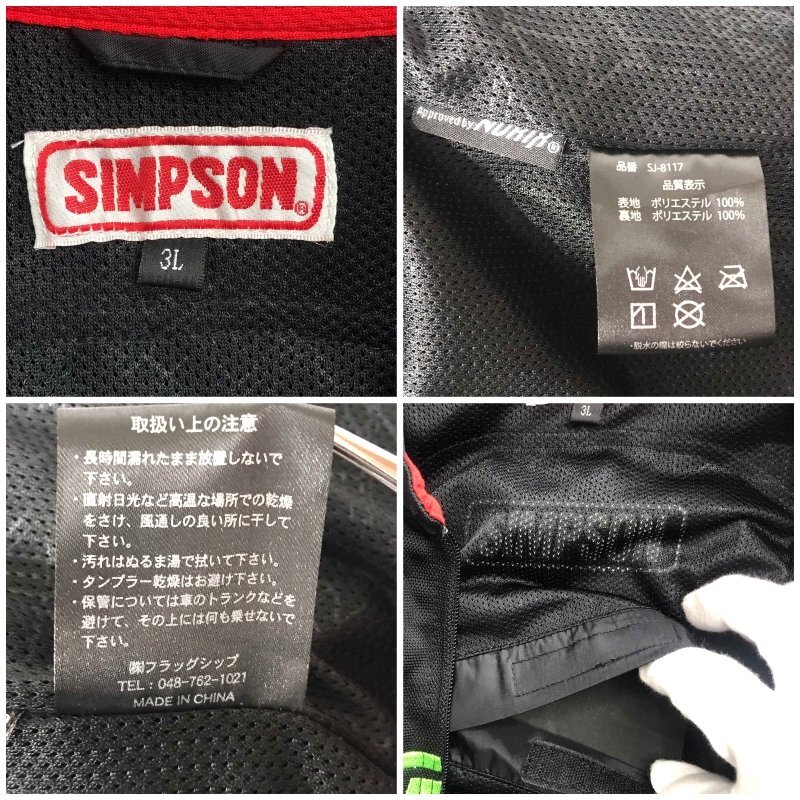 SIMPSON®
3L
Approved by NUHIX®
品番 SJ-8117
品質表示
表地 ポリエステル 100%
裏地 ポリエステル 100%
・脱水の際は絞らないでください
取扱い上の注意
・長時間濡れたまま放置しないで
下さい。
・直射日光など高温な場所での乾燥
をさけ、風通しの良い所に干して
下さい。
・汚れはぬるま湯で拭いて下さい。
・タンブラー乾燥はお避け下さい。
・保管については車のトランクなどを
避けて、その上には何も乗せないで
下さい。
㈱フラッグシップ
TEL：048-762-1021
MADE IN CHINA
3L
SIMPSON